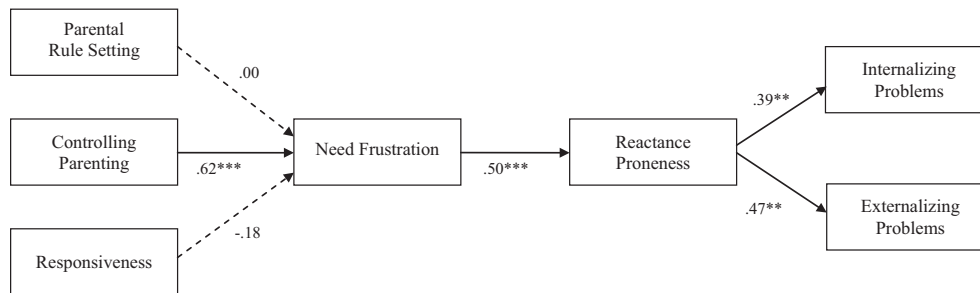 Parental
Rule Setting
.00
Controlling
Parenting
.62***
Responsiveness
-.18
Need Frustration
.50***
Reactance
Proneness
.39**
.47**
Internalizing
Problems
Externalizing
Problems